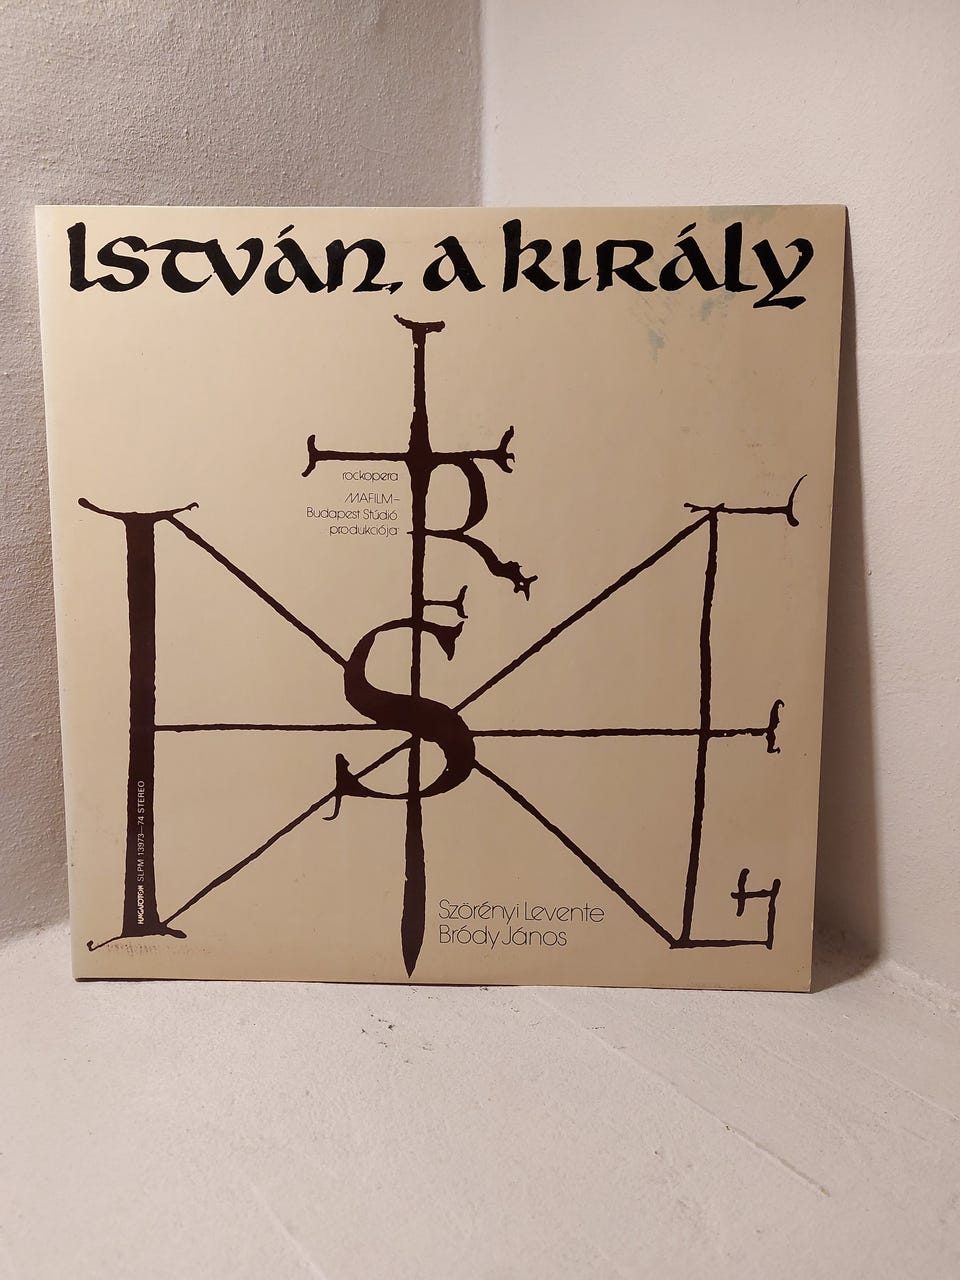 István, a király
rockopera
MAFILM–
Budapest Stúdió
produkciója
HUNGAROTON SLPM 13973—74 STEREO
Szörényi Levente
Bródy János